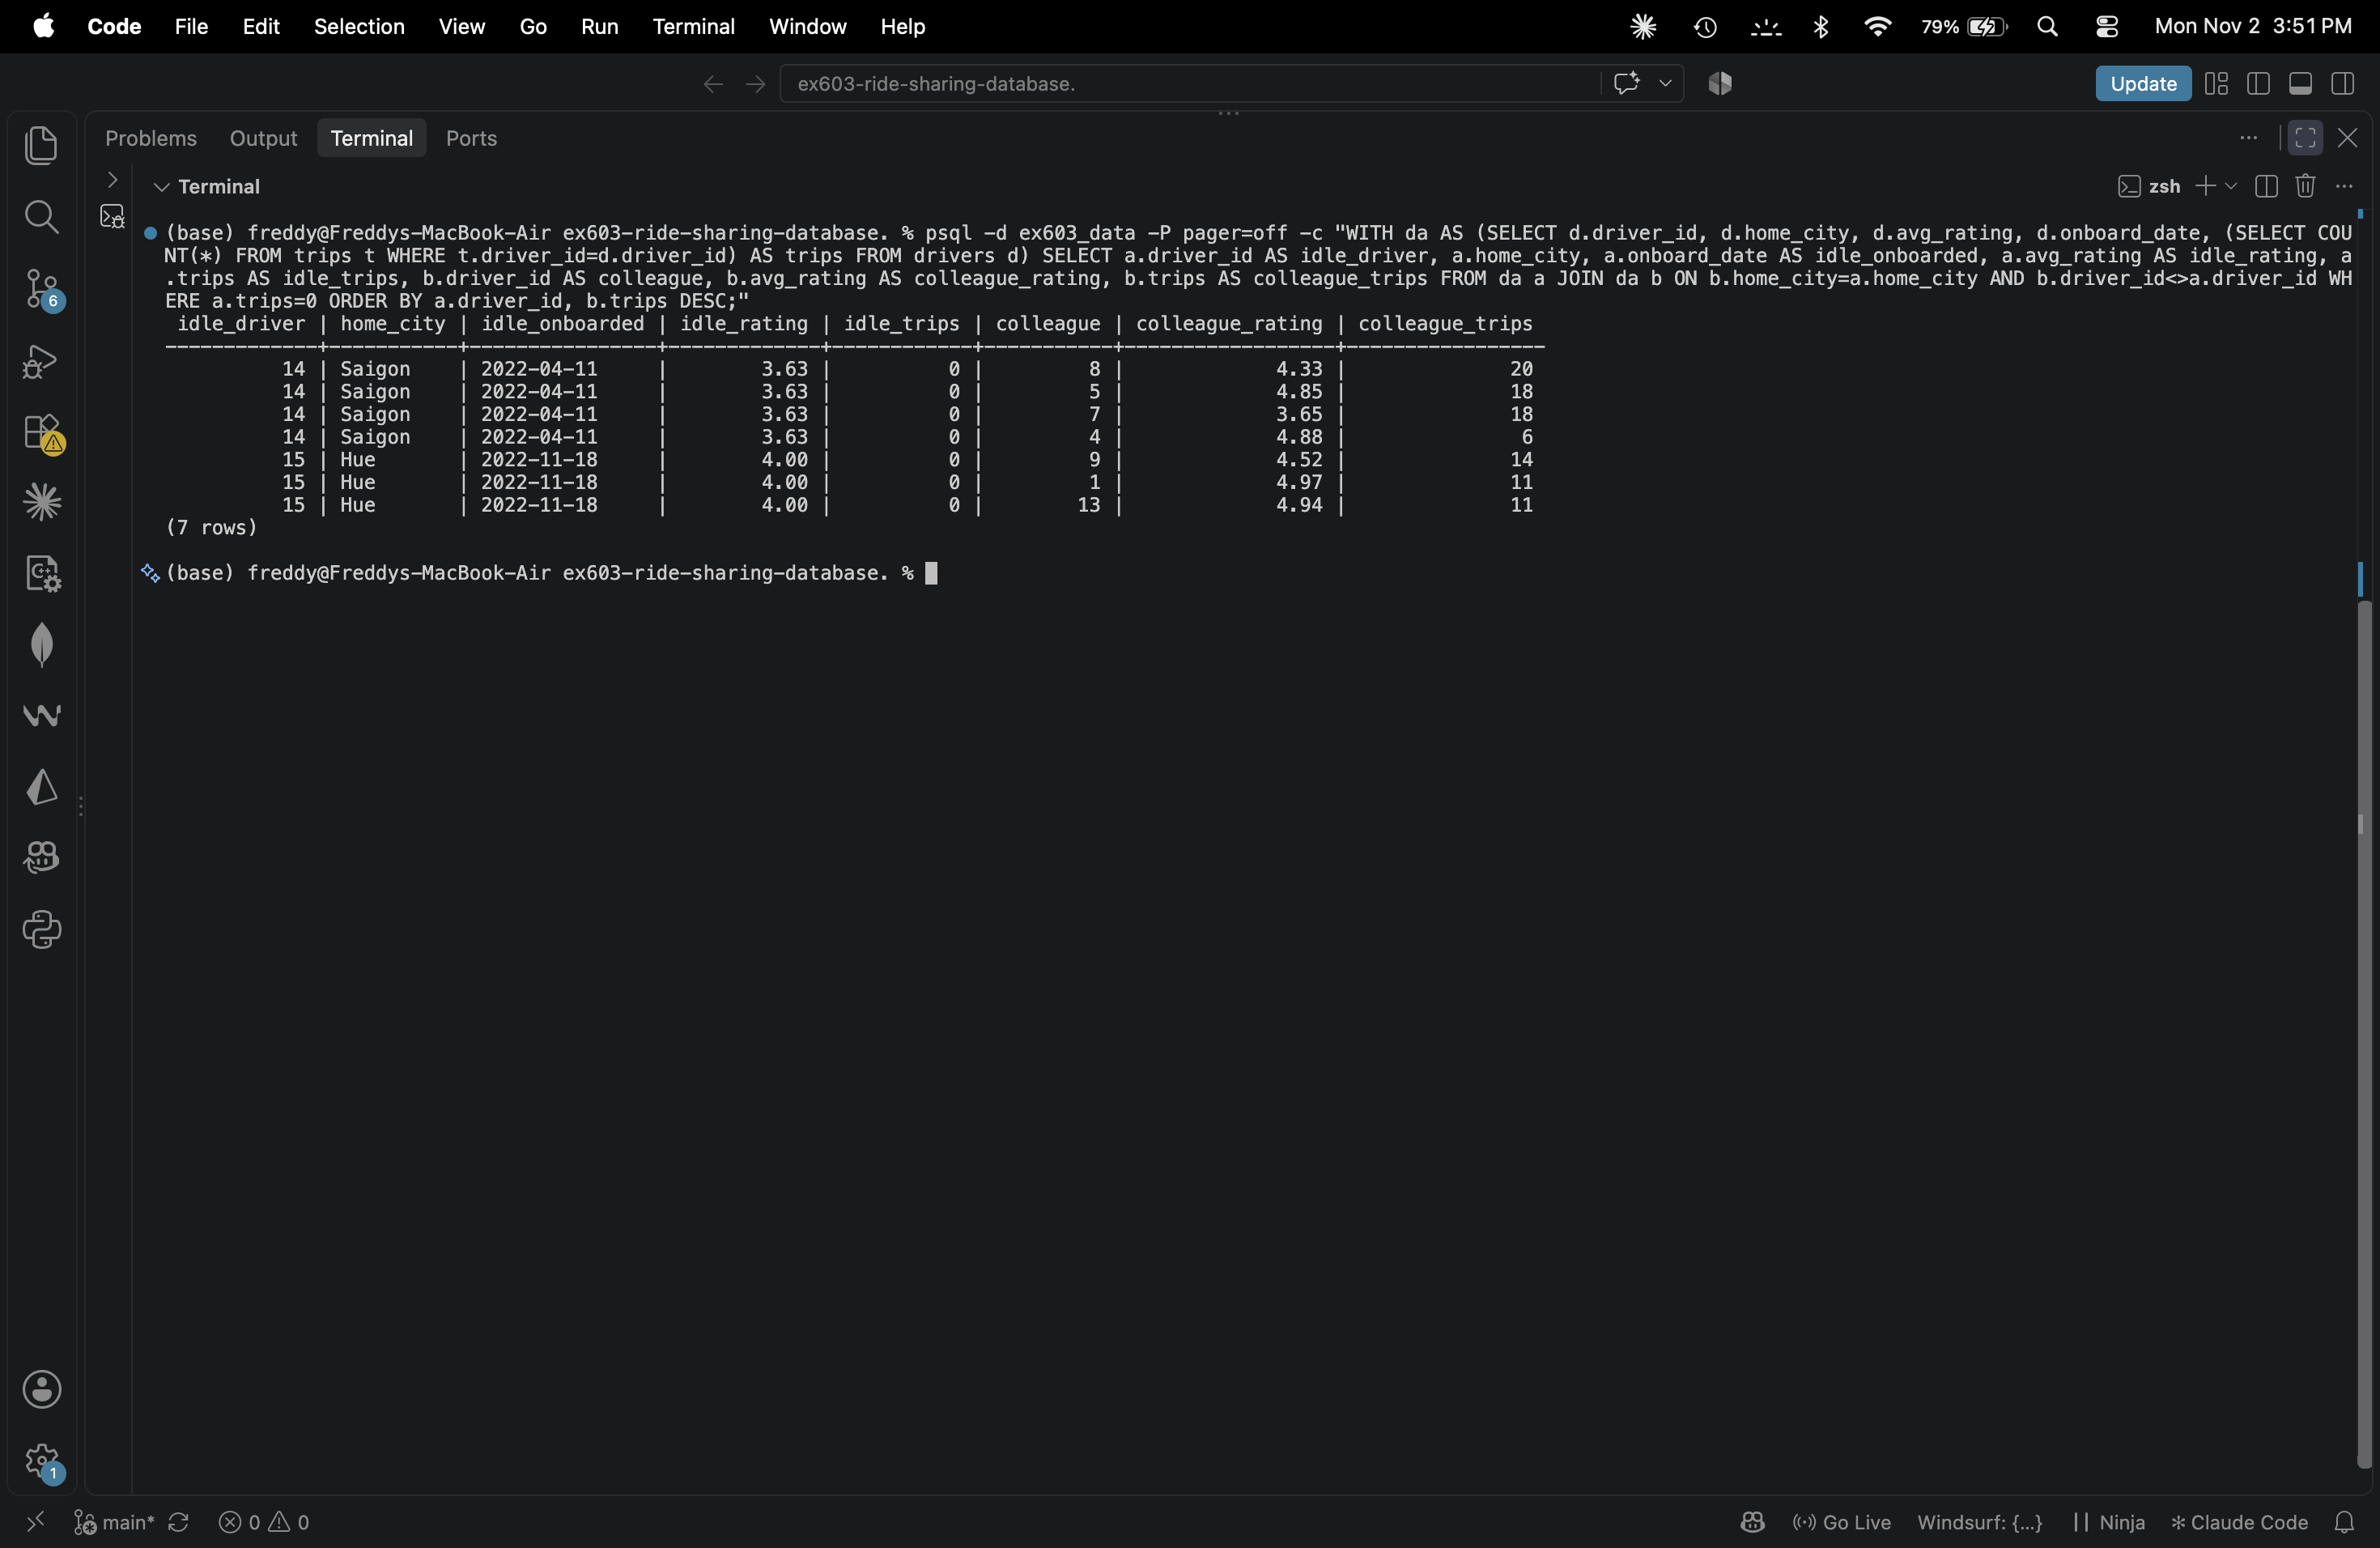 Code File Edit Selection View Go Run Terminal Window Help 79% Mon Nov 2 3:51 PM
ex603-ride-sharing-database. Update
Problems Output Terminal Ports
Terminal zsh
(base) freddy@Freddys-MacBook-Air ex603-ride-sharing-database. % psql -d ex603_data -P pager=off -c "WITH da AS (SELECT d.driver_id, d.home_city, d.avg_rating, d.onboard_date, (SELECT COU
NT(*) FROM trips t WHERE t.driver_id=d.driver_id) AS trips FROM drivers d) SELECT a.driver_id AS idle_driver, a.home_city, a.onboard_date AS idle_onboarded, a.avg_rating AS idle_rating, a
.trips AS idle_trips, b.driver_id AS colleague, b.avg_rating AS colleague_rating, b.trips AS colleague_trips FROM da a JOIN da b ON b.home_city=a.home_city AND b.driver_id<>a.driver_id WH
ERE a.trips=0 ORDER BY a.driver_id, b.trips DESC;"
idle_driver | home_city | idle_onboarded | idle_rating | idle_trips | colleague | colleague_rating | colleague_trips
-------------+-----------+----------------+-------------+------------+-----------+------------------+-----------------
14 | Saigon | 2022-04-11 | 3.63 | 0 | 8 | 4.33 | 20
14 | Saigon | 2022-04-11 | 3.63 | 0 | 5 | 4.85 | 18
14 | Saigon | 2022-04-11 | 3.63 | 0 | 7 | 3.65 | 18
14 | Saigon | 2022-04-11 | 3.63 | 0 | 4 | 4.88 | 6
15 | Hue | 2022-11-18 | 4.00 | 0 | 9 | 4.52 | 14
15 | Hue | 2022-11-18 | 4.00 | 0 | 1 | 4.97 | 11
15 | Hue | 2022-11-18 | 4.00 | 0 | 13 | 4.94 | 11
(7 rows)
(base) freddy@Freddys-MacBook-Air ex603-ride-sharing-database. %
6
C++
1
main* 0 0 Go Live Windsurf: {...} Ninja Claude Code